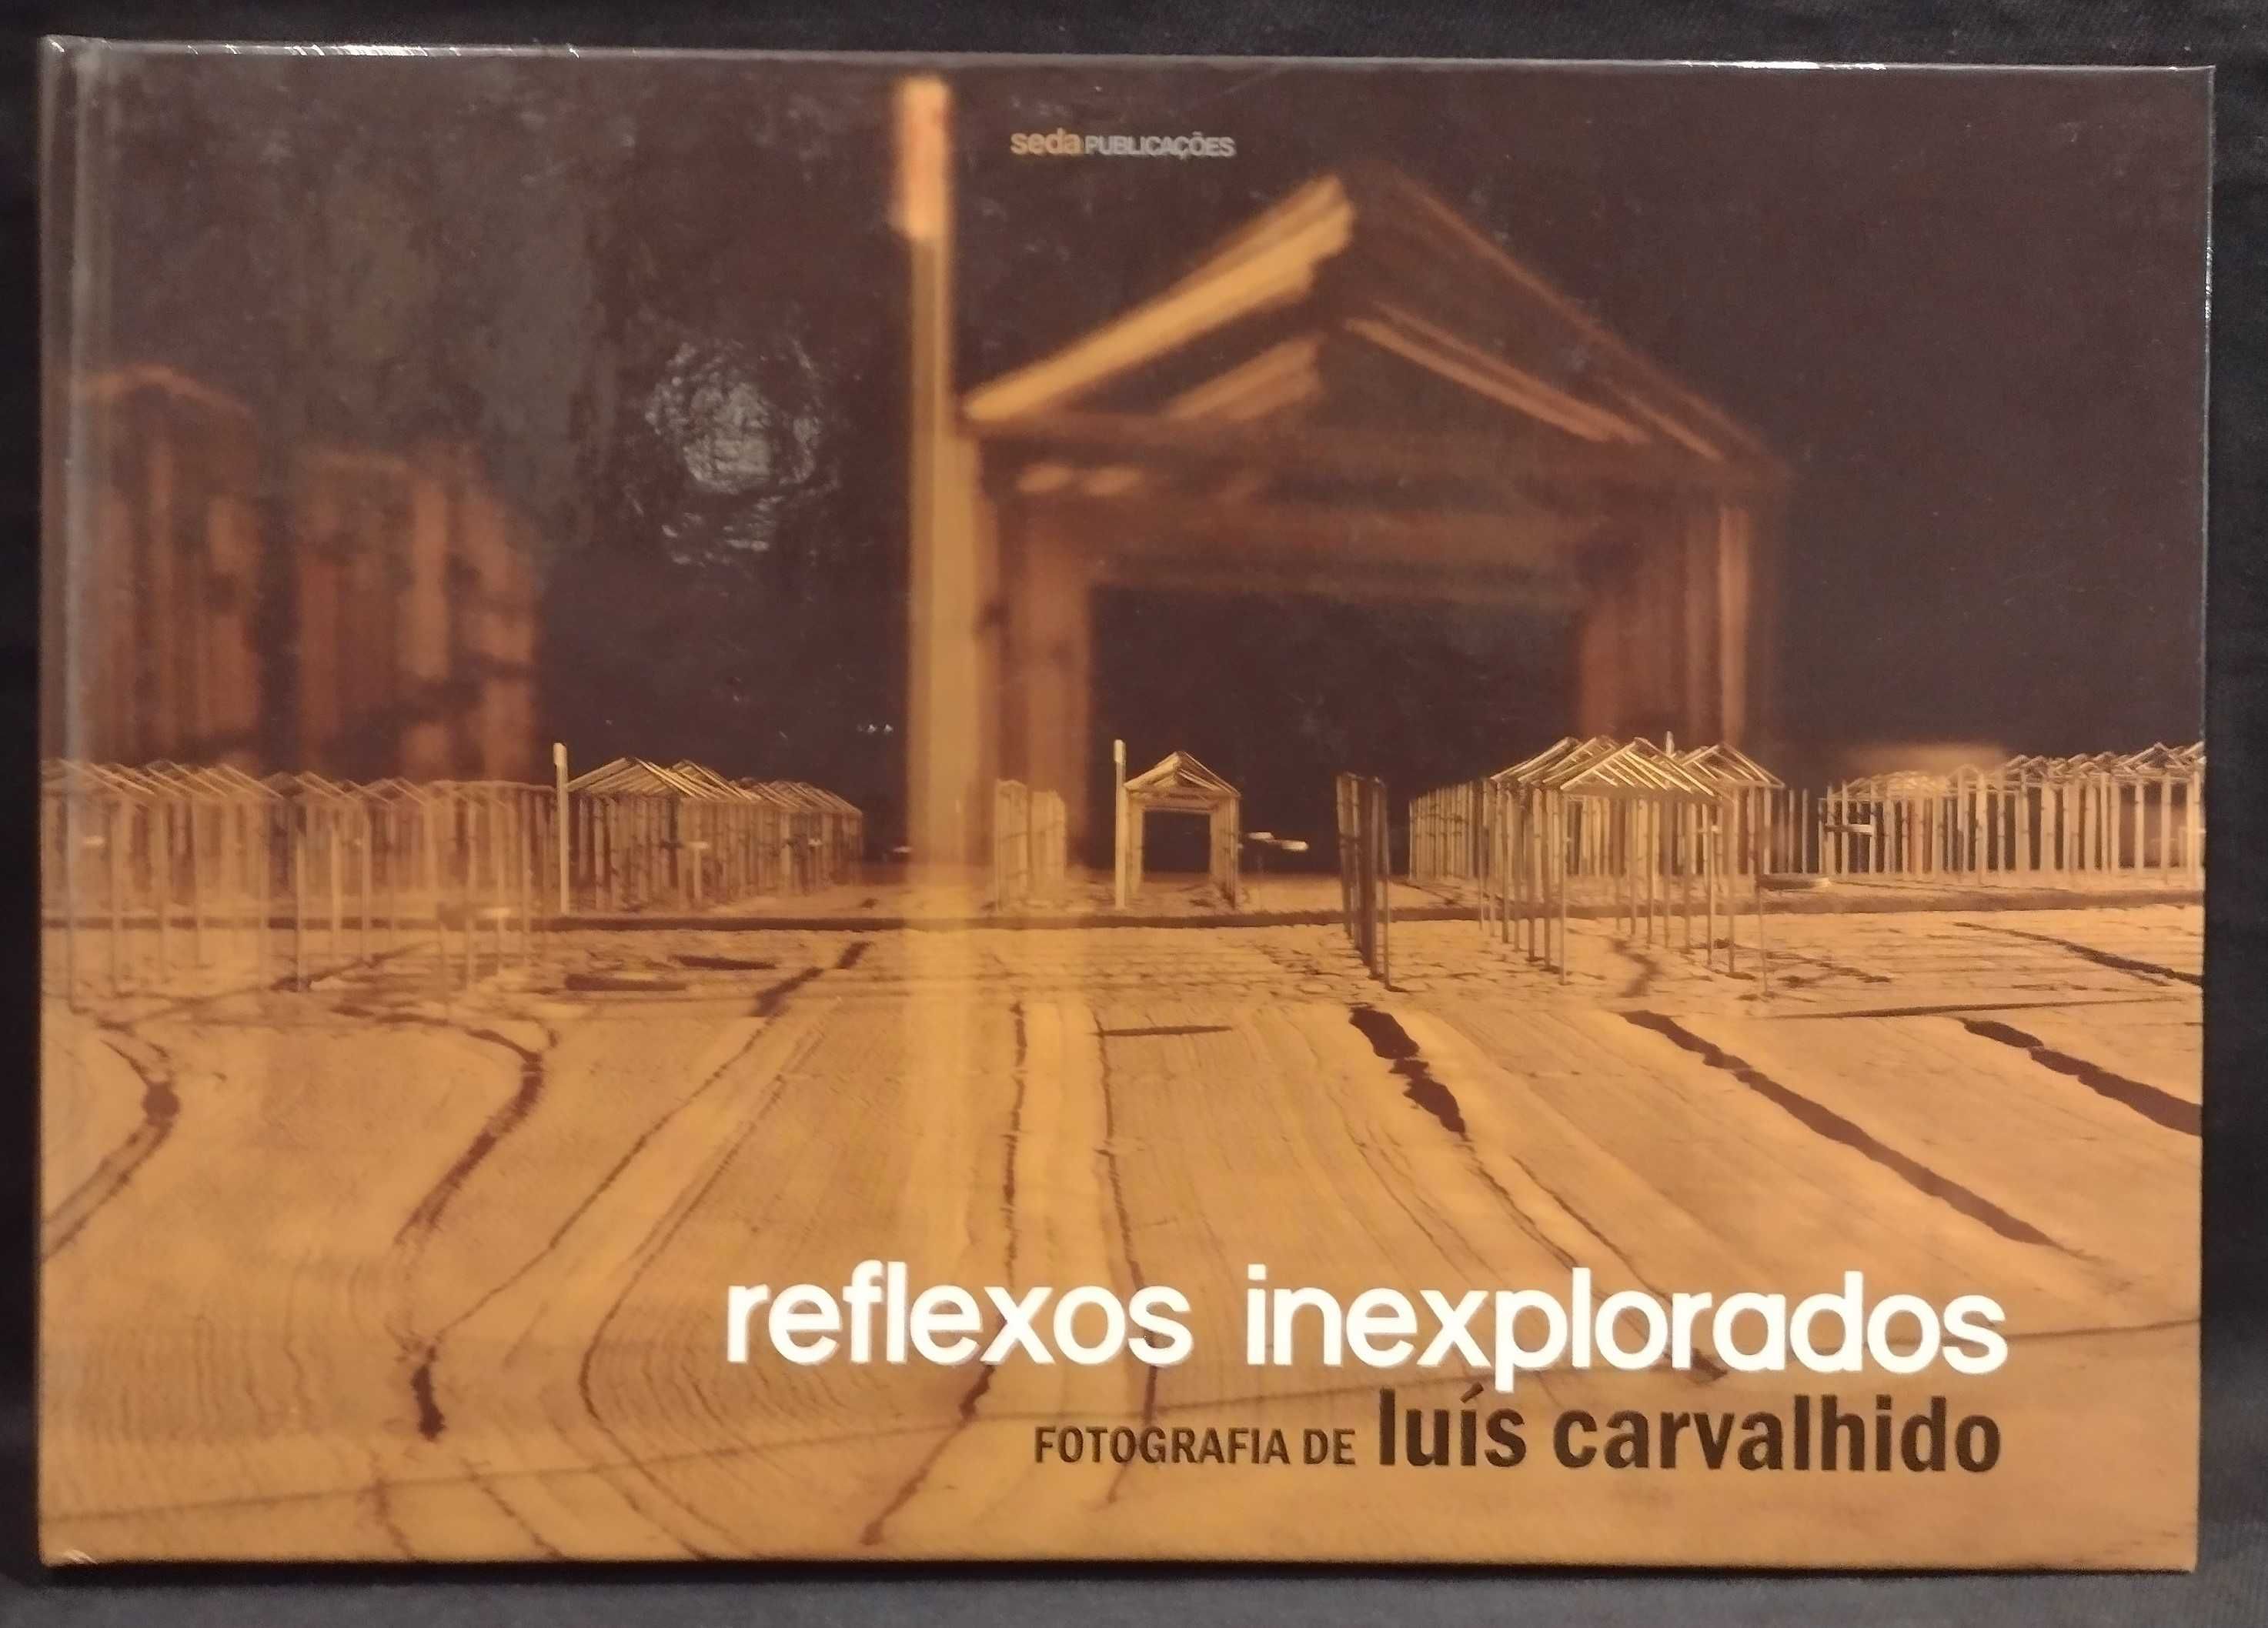 seda PUBLICAÇÕES
reflexos inexplorados
FOTOGRAFIA DE luís carvalhido